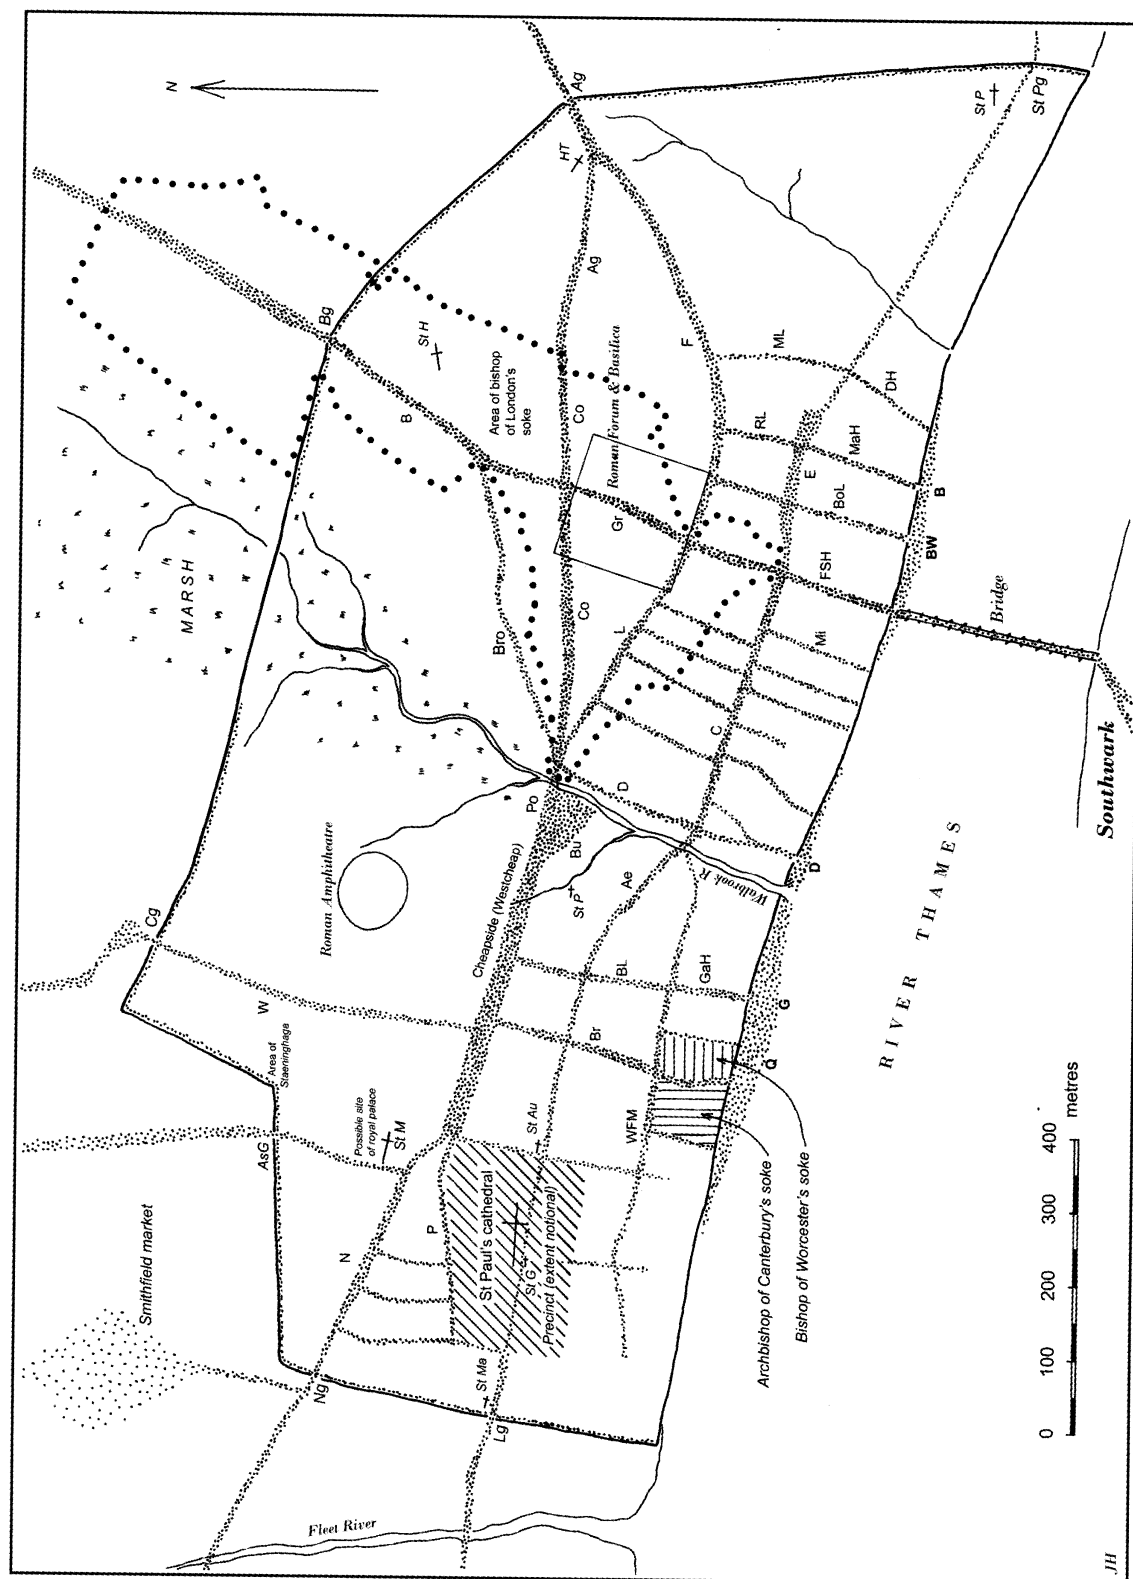 N
Smithfield market
MARSH
Cg
Bg
Ag
AsG
W
Area of
Staeninghaga
Roman Amphitheatre
St H
B
HT
Possible site
of royal palace
St M
Area of bishop
of London's
soke
Ag
Ng
N
P
Cheapside (Westcheap)
Po
Bro
Co
Co
Roman Forum & Basilica
Gr
F
Fleet River
Lg
St Ma
St Paul's cathedral
St G
Precinct (extent notional)
St Au
St P
Bu
D
L
Br
BL
Ae
C
E
RL
ML
WFM
GaH
Walbrook R
Mi
FSH
BoL
MaH
DH
St P
St Pg
Q
G
D
BW
B
Bridge
Archbishop of Canterbury's soke
Bishop of Worcester's soke
RIVER THAMES
Southwark
0 100 200 300 400
metres
JH